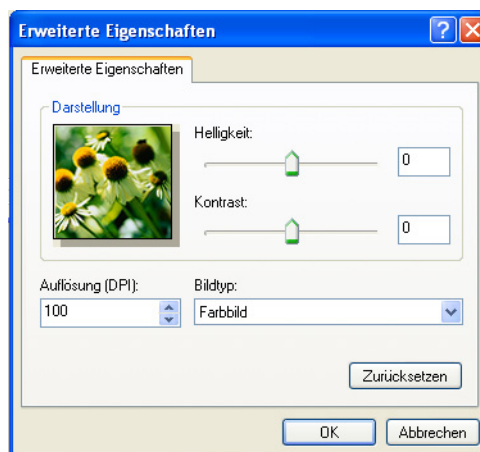 Erweiterte Eigenschaften
Erweiterte Eigenschaften
Darstellung
Helligkeit:
0
Kontrast:
0
Auflösung (DPI):
Bildtyp:
100
Farbbild
Zurücksetzen
OK
Abbrechen